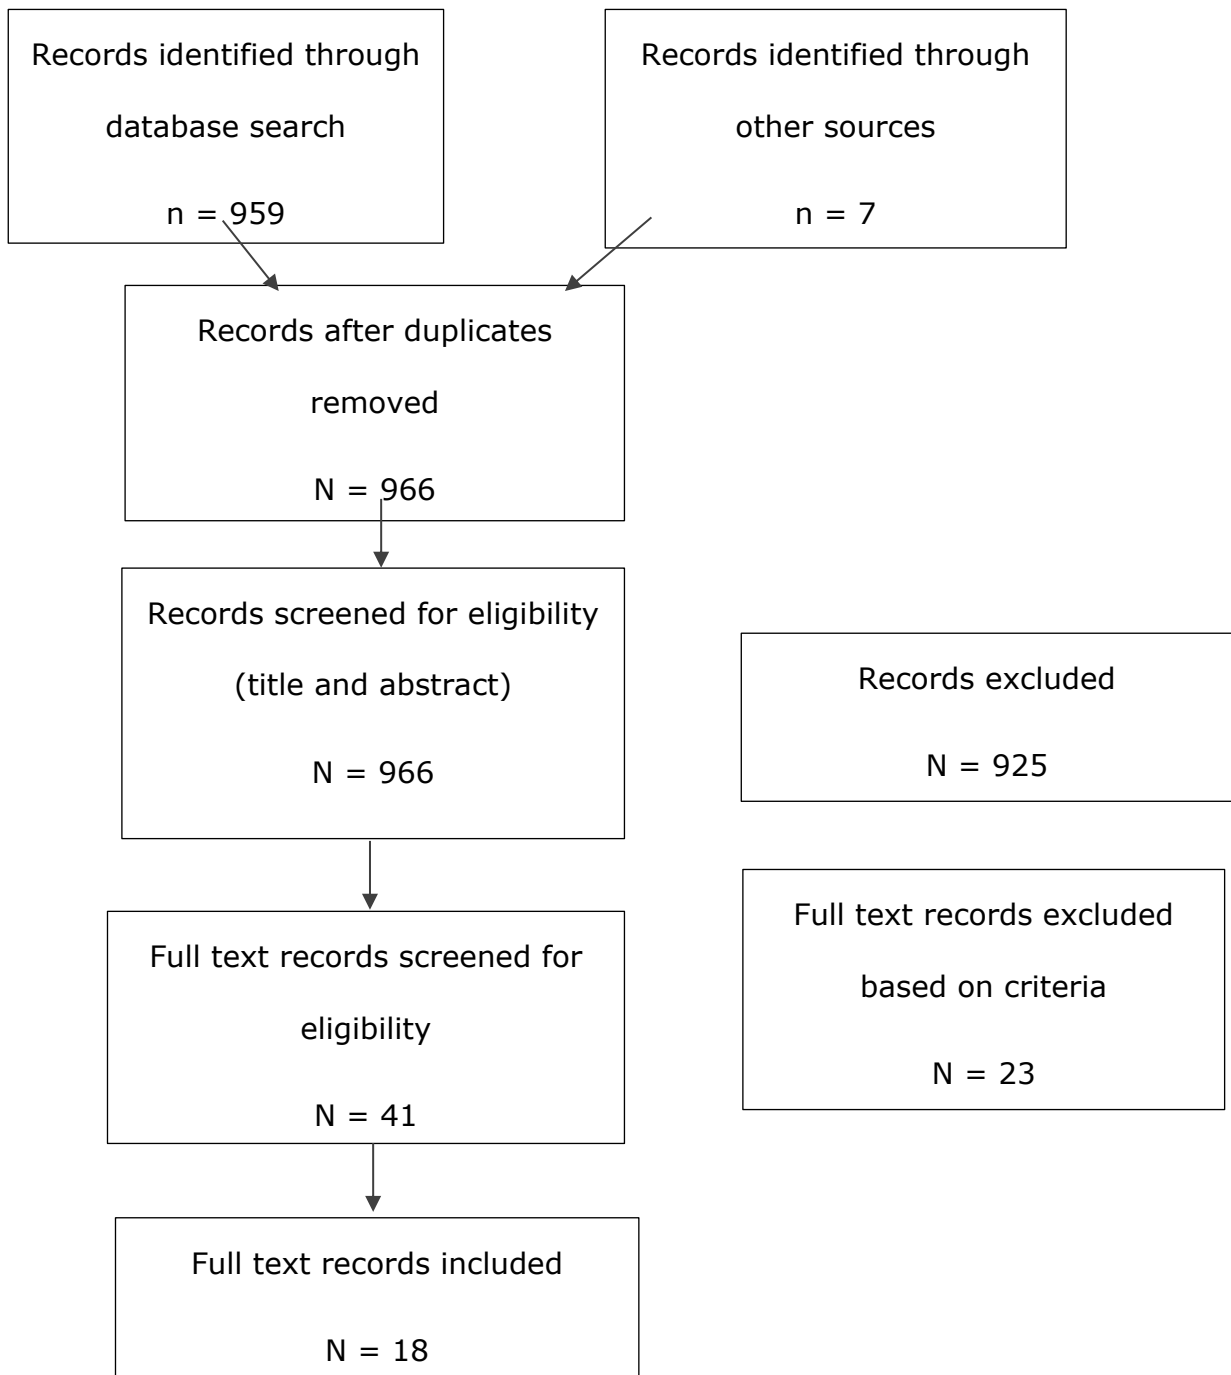 Records identified through
database search
n = 959
Records identified through
other sources
n = 7
Records after duplicates
removed
N = 966
Records screened for eligibility
(title and abstract)
N = 966
Records excluded
N = 925
Full text records screened for
eligibility
N = 41
Full text records excluded
based on criteria
N = 23
Full text records included
N = 18